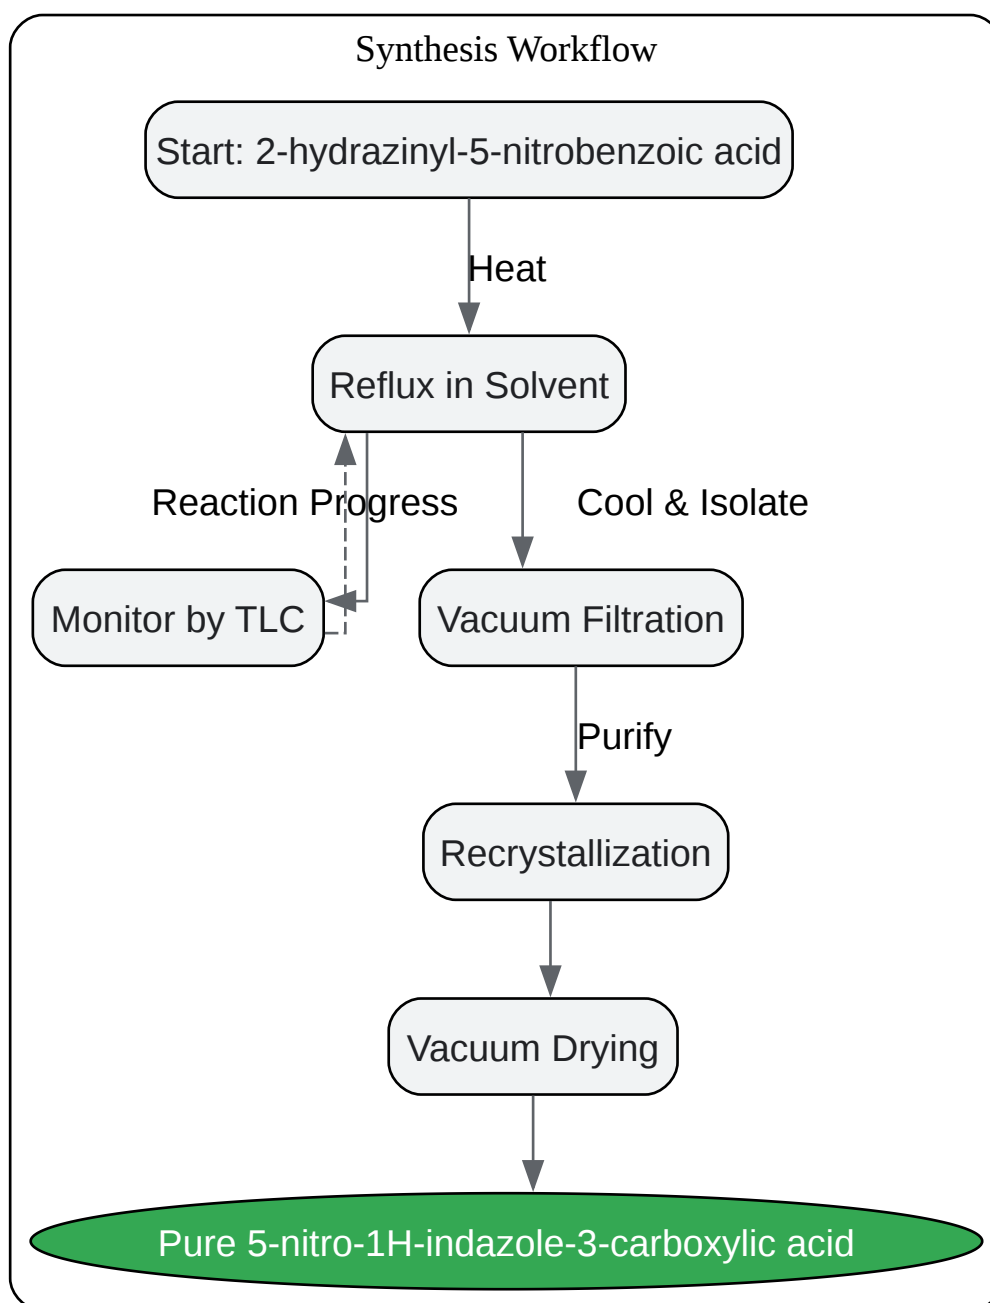 Synthesis Workflow
Start: 2-hydrazinyl-5-nitrobenzoic acid
Heat
Reflux in Solvent
Reaction Progress
Cool & Isolate
Monitor by TLC
Vacuum Filtration
Purify
Recrystallization
Vacuum Drying
Pure 5-nitro-1H-indazole-3-carboxylic acid